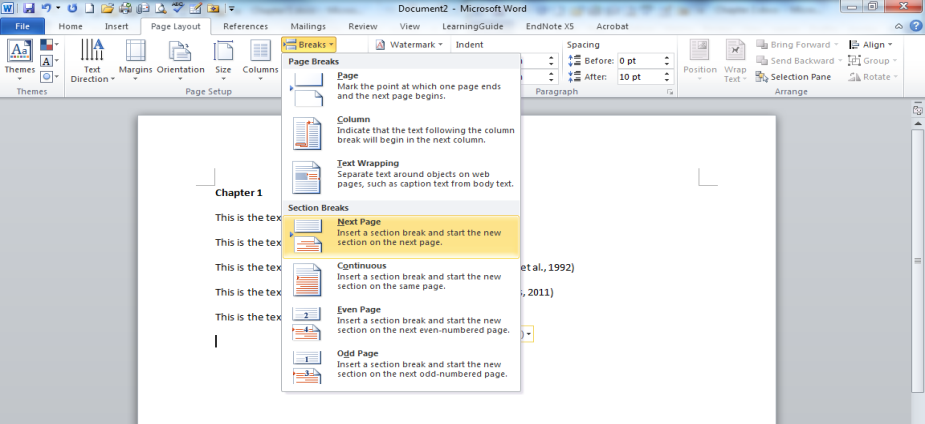 Document2 - Microsoft Word
File Home Insert Page Layout References Mailings Review View LearningGuide EndNote X5 Acrobat
Breaks Watermark Indent Spacing Bring Forward Align
Before: 0 pt Send Backward Group
After: 10 pt Selection Pane Rotate
Themes Text Direction Margins Orientation Size Columns Position Wrap Text
Themes Page Setup Paragraph Arrange
Page Breaks
Page
Mark the point at which one page ends
and the next page begins.
Column
Indicate that the text following the column
break will begin in the next column.
Text Wrapping
Separate text around objects on web
pages, such as caption text from body text.
Section Breaks
Next Page
Insert a section break and start the new
section on the next page.
Continuous
Insert a section break and start the new
section on the same page.
Even Page
Insert a section break and start the new
section on the next even-numbered page.
Odd Page
Insert a section break and start the new
section on the next odd-numbered page.
Chapter 1
This is the
This is the
This is the et al., 1992)
This is the 2011)
This is the